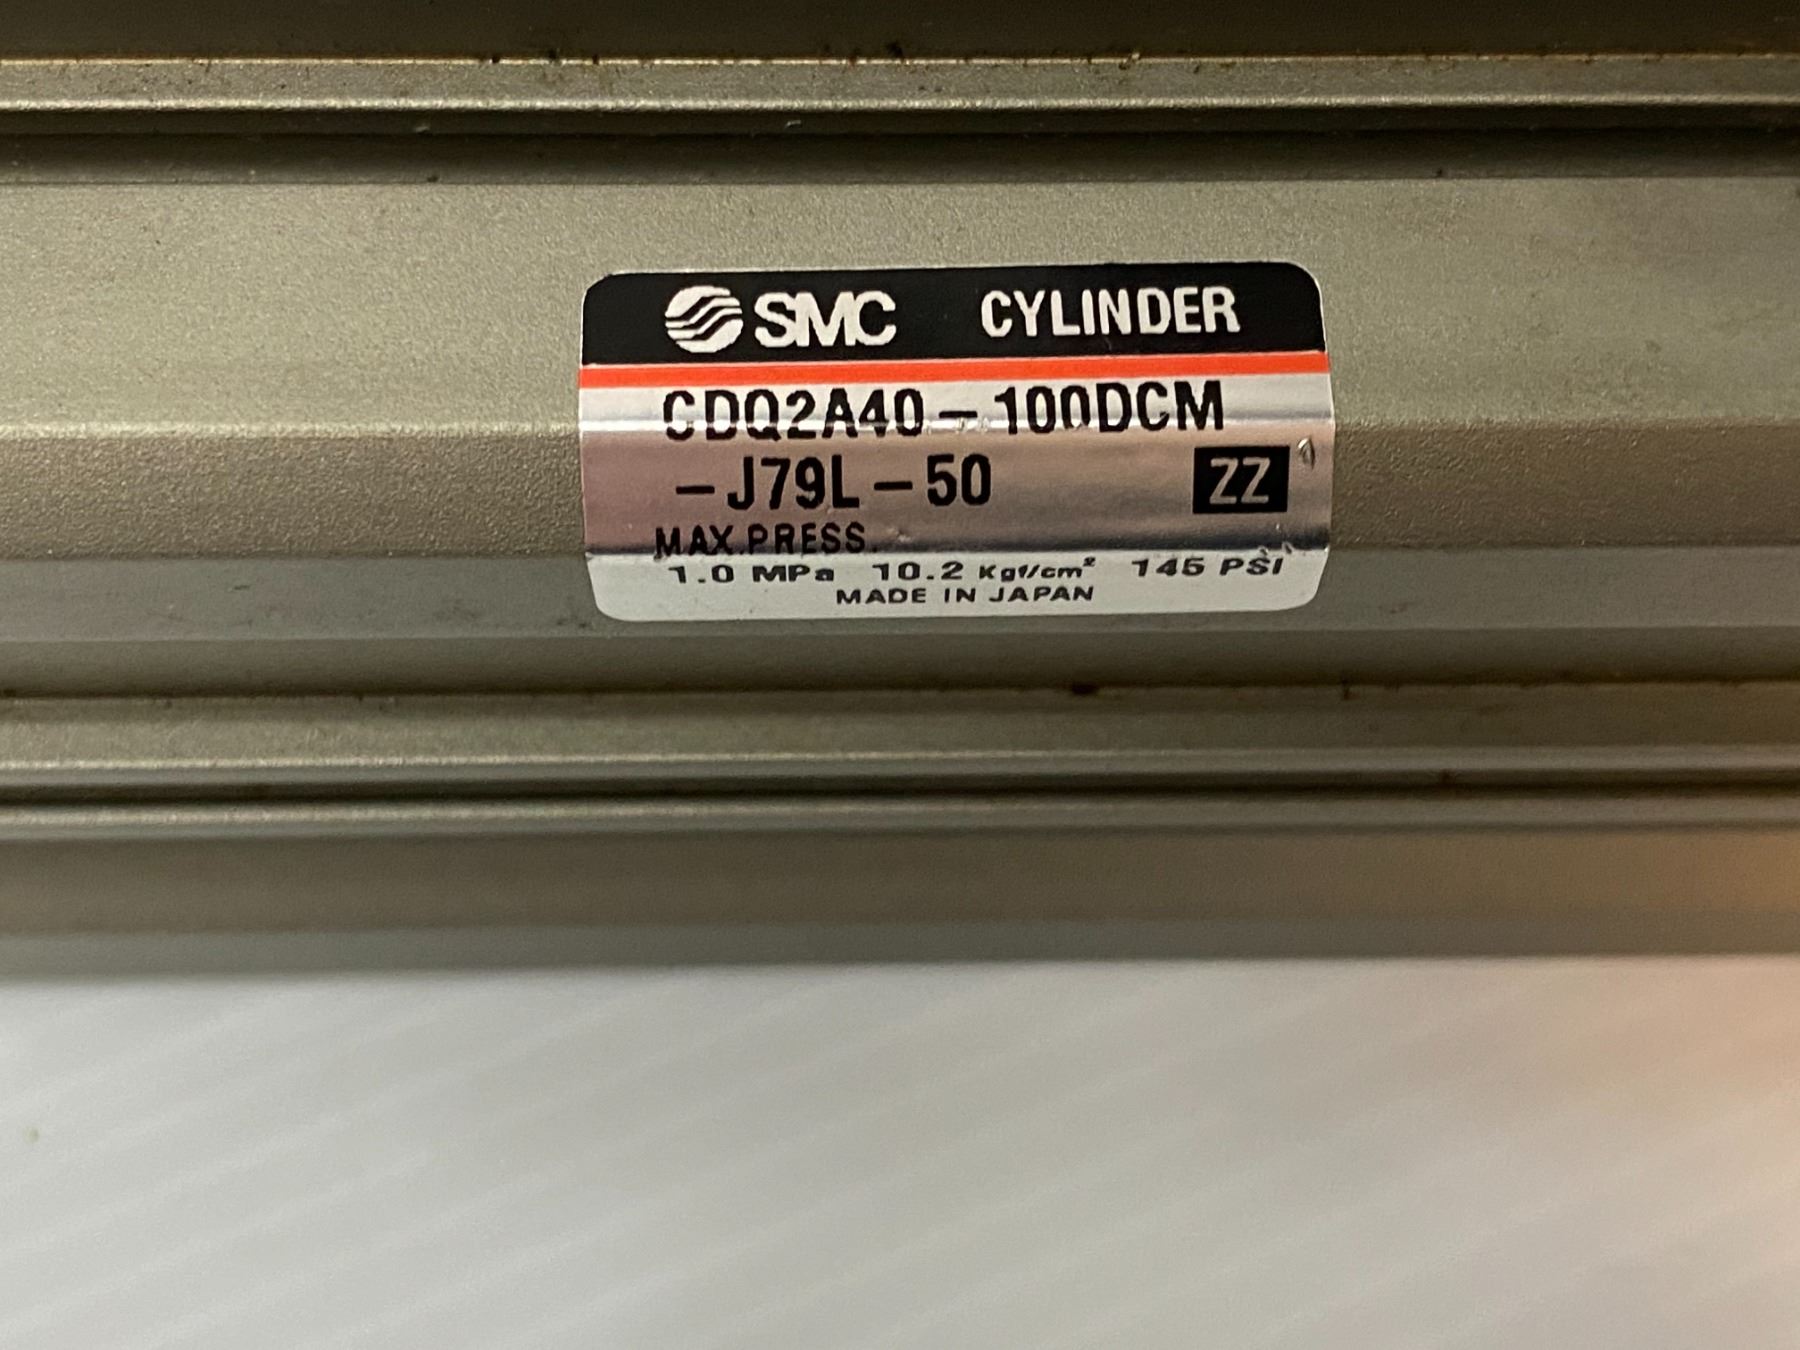 SMC CYLINDER
CDQ2A40-100DCM
-J79L-50 ZZ
MAX.PRESS.
1.0 MPa 10.2 Kgf/cm² 145 PSI
MADE IN JAPAN